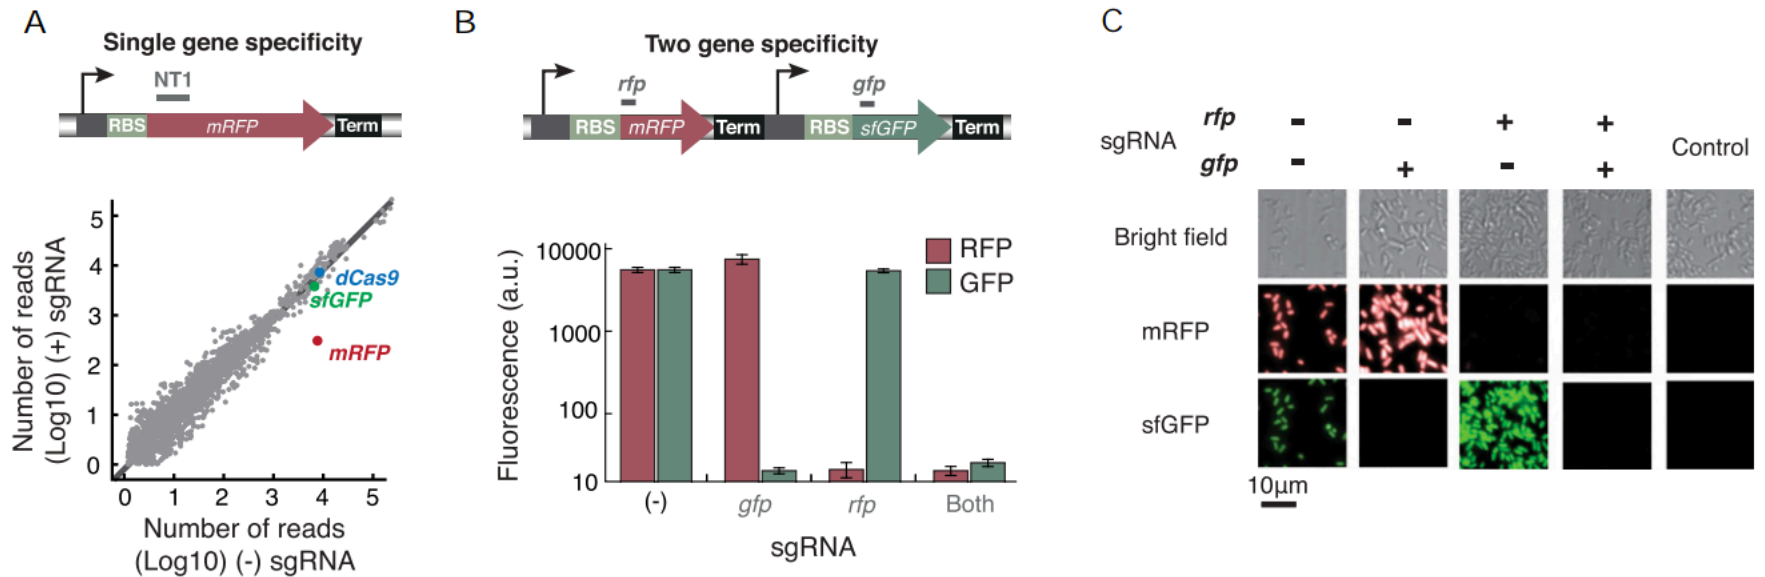 A
Single gene specificity
NT1
RBS mRFP Term
Number of reads
(Log10) (+) sgRNA
5
4
3
2
1
0
dCas9
sfGFP
mRFP
0 1 2 3 4 5
Number of reads
(Log10) (-) sgRNA
B
Two gene specificity
rfp gfp
RBS mRFP Term RBS sfGFP Term
Fluorescence (a.u.)
10000
1000
100
10
RFP
GFP
(-) gfp rfp Both
sgRNA
C
sgRNA
rfp - - + +
gfp - + - +
Control
Bright field
mRFP
sfGFP
10µm